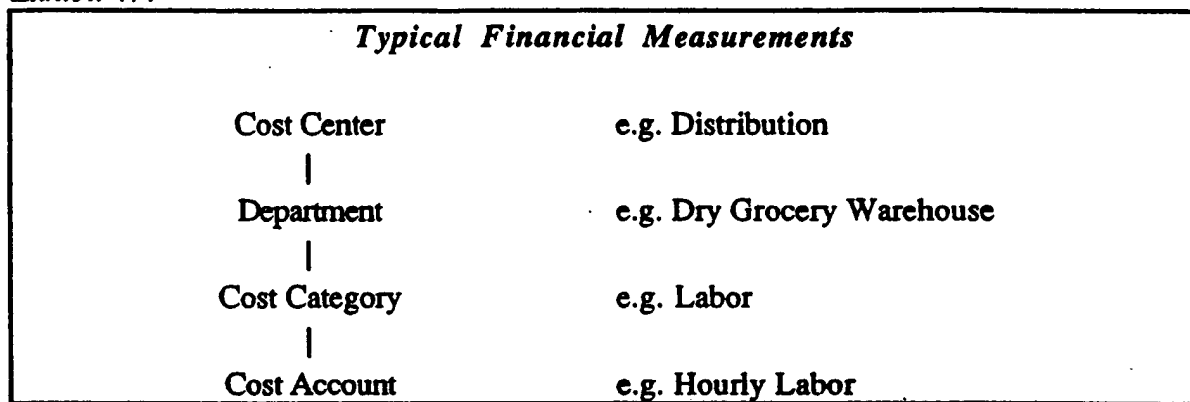 Typical Financial Measurements
Cost Center e.g. Distribution
Department e.g. Dry Grocery Warehouse
Cost Category e.g. Labor
Cost Account e.g. Hourly Labor